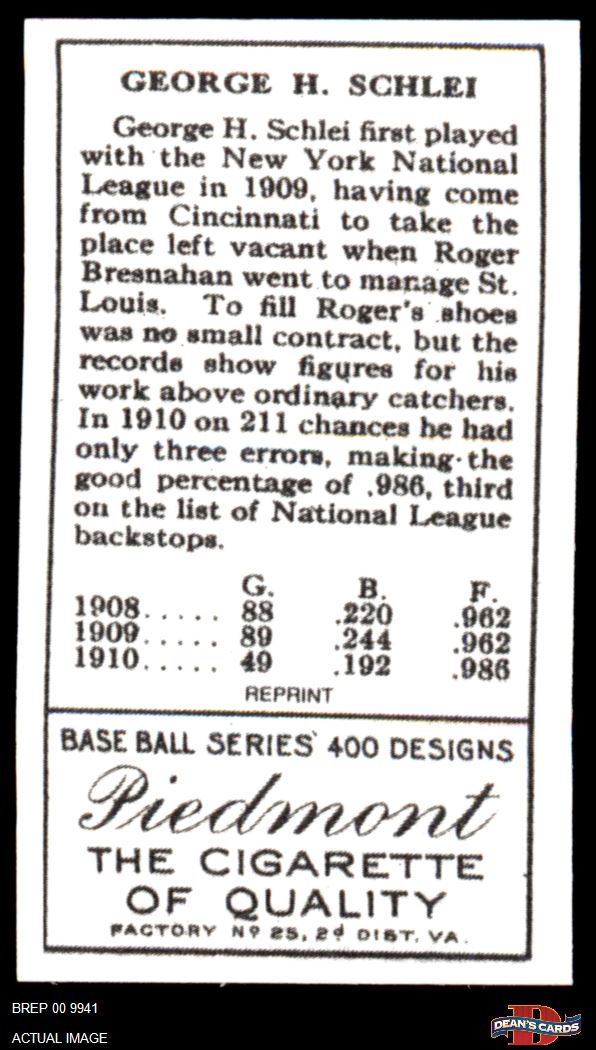 GEORGE H. SCHLEI
George H. Schlei first played
with the New York National
League in 1909, having come
from Cincinnati to take the
place left vacant when Roger
Bresnahan went to manage St.
Louis. To fill Roger's shoes
was no small contract, but the
records show figures for his
work above ordinary catchers.
In 1910 on 211 chances he had
only three errors, making the
good percentage of .986, third
on the list of National League
backstops.
G. B. F.
1908..... 88 .220 .962
1909..... 89 .244 .962
1910..... 49 .192 .986
REPRINT
BASE BALL SERIES 400 DESIGNS
Piedmont
THE CIGARETTE
OF QUALITY
FACTORY Nº 25, 2d DIST. VA.
BREP 00 9941
ACTUAL IMAGE
D
DEAN'S CARDS